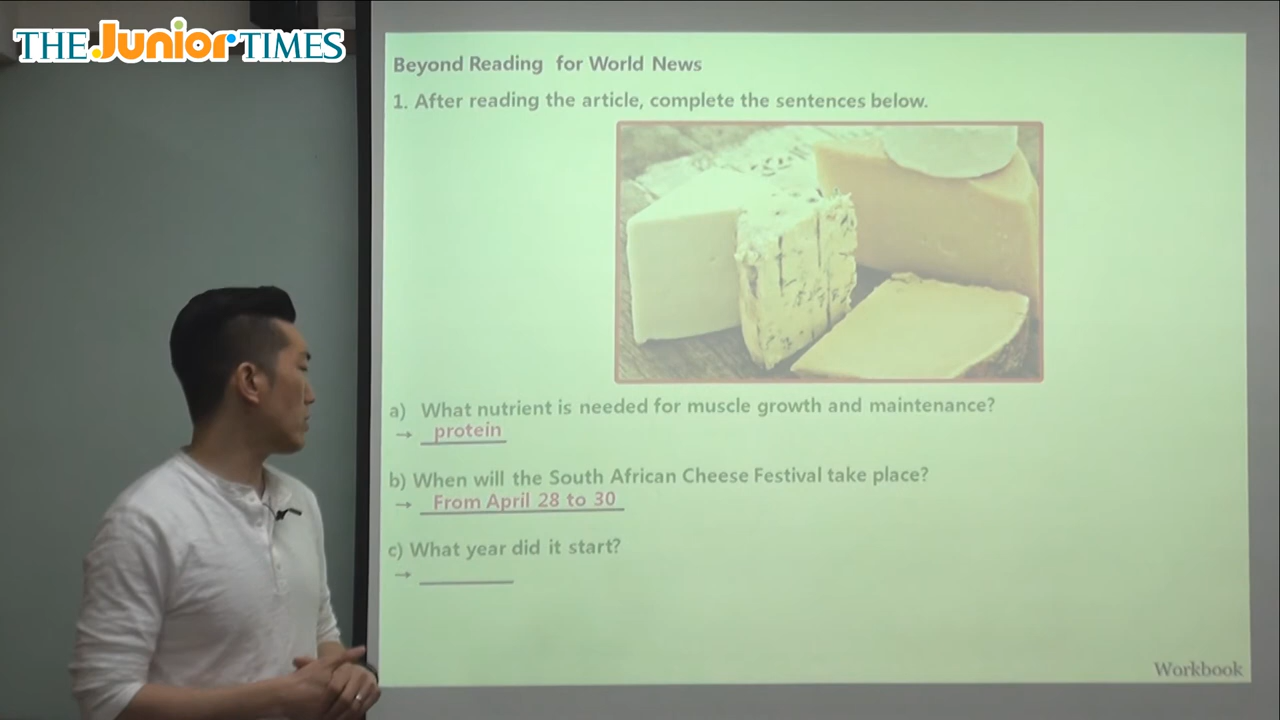 THE Junior TIMES
Beyond Reading for World News
1. After reading the article, complete the sentences below.
a) What nutrient is needed for muscle growth and maintenance?
→ protein
b) When will the South African Cheese Festival take place?
→ From April 28 to 30
c) What year did it start?
→ ________
Workbook